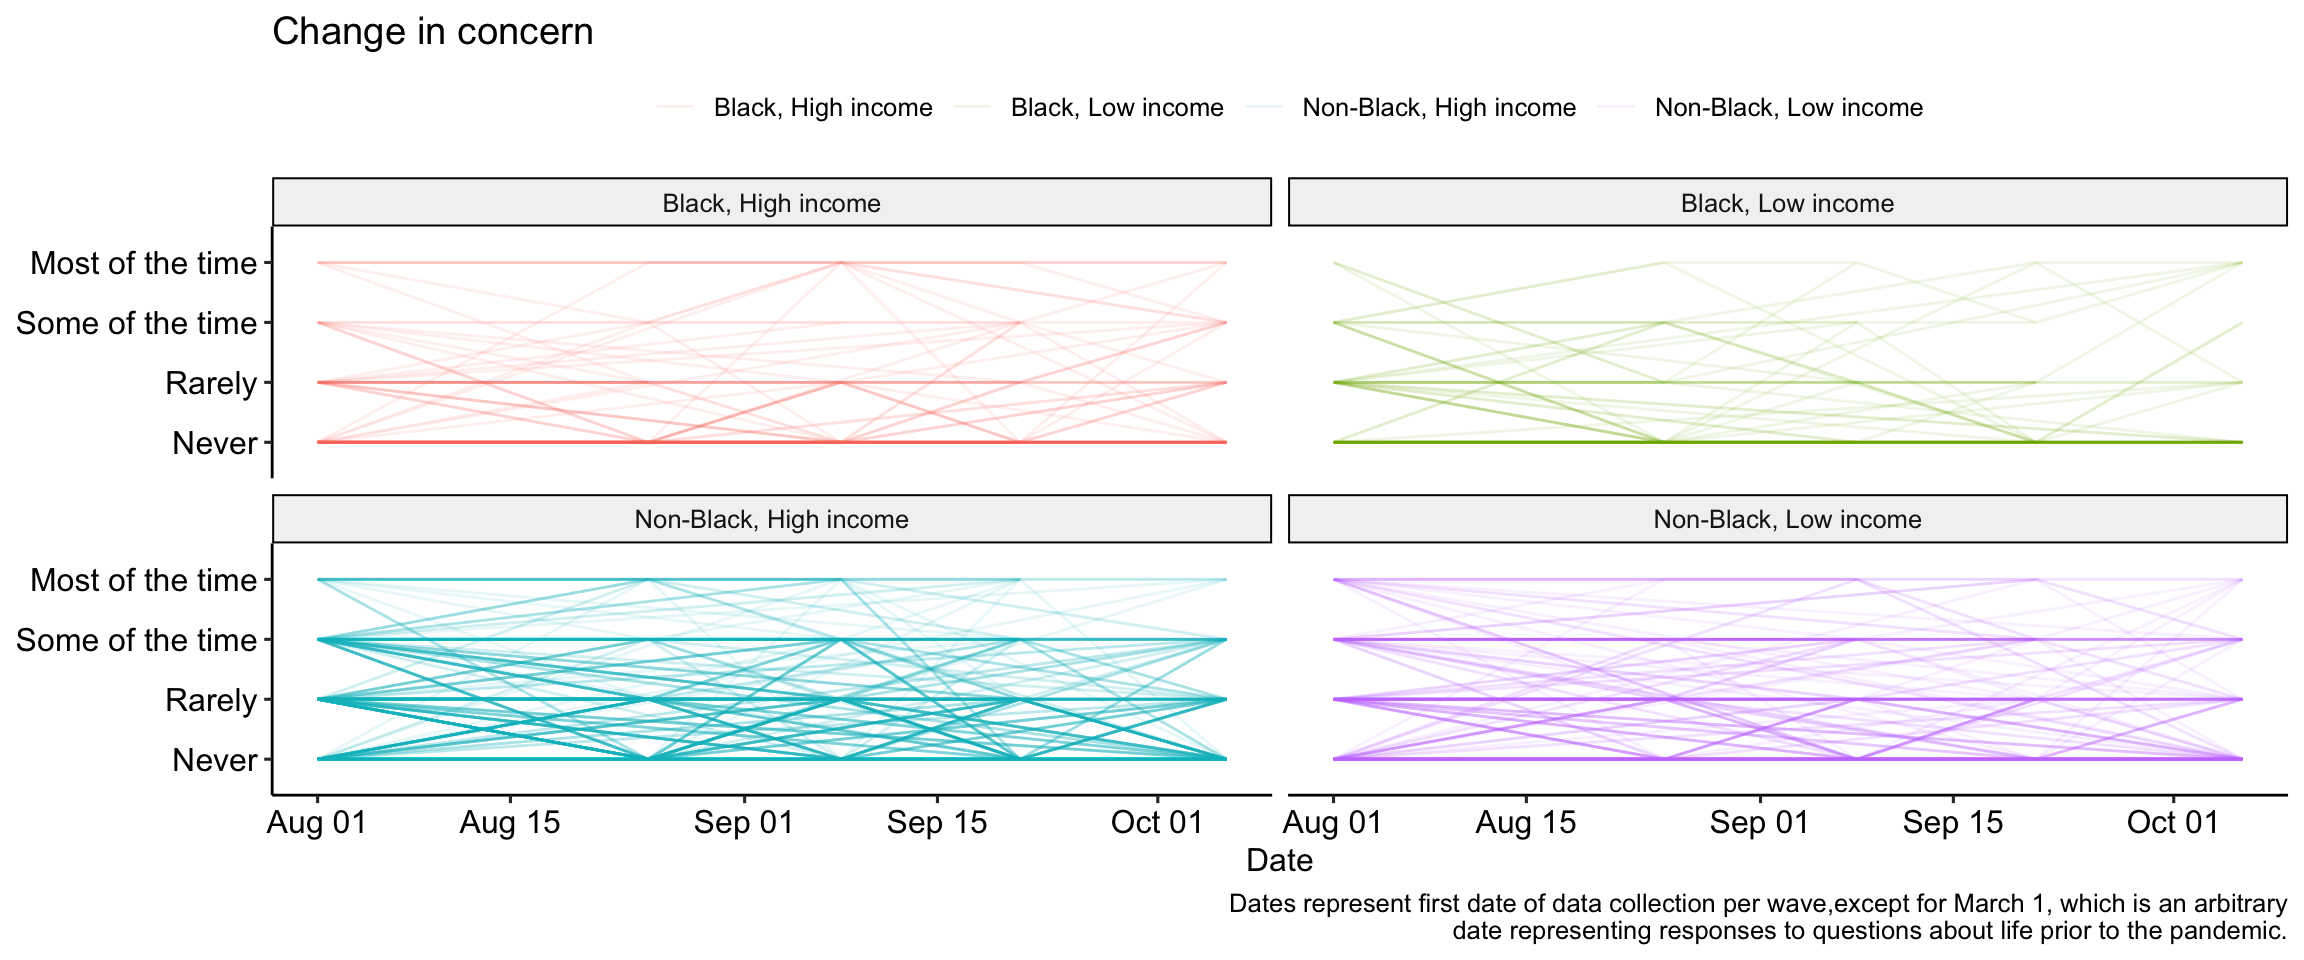 Change in concern
Black, High income Black, Low income Non-Black, High income Non-Black, Low income
Black, High income
Black, Low income
Most of the time
Some of the time
Rarely
Never
Non-Black, High income
Non-Black, Low income
Most of the time
Some of the time
Rarely
Never
Aug 01 Aug 15 Sep 01 Sep 15 Oct 01
Aug 01 Aug 15 Sep 01 Sep 15 Oct 01
Date
Dates represent first date of data collection per wave,except for March 1, which is an arbitrary
date representing responses to questions about life prior to the pandemic.